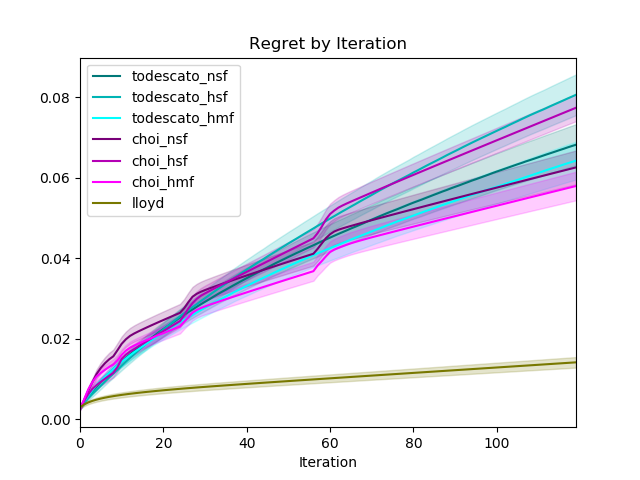 Regret by Iteration
todescato_nsf
todescato_hsf
todescato_hmf
choi_nsf
choi_hsf
choi_hmf
lloyd
0.08
0.06
0.04
0.02
0.00
0 20 40 60 80 100
Iteration